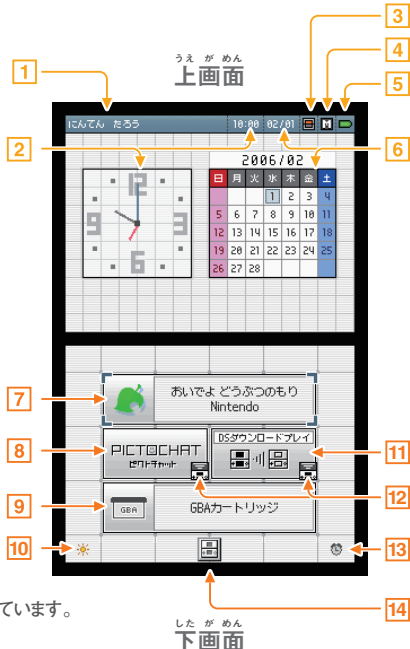 うえ が めん
上画面
3
4
5
1
にんてん たろう 10:00 02/01 M
2
6
2006/02
日 月 火 水 木 金 土
1 2 3 4
5 6 7 8 9 10 11
12 13 14 15 16 17 18
19 20 21 22 23 24 25
26 27 28
12
9 3
6
7
おいでよ どうぶつのもり
Nintendo
8
PICTOCHAT
ピクトチャット
DSダウンロードプレイ
11
12
9
GBA
GBAカートリッジ
10
13
14
ています。
した が めん
下画面